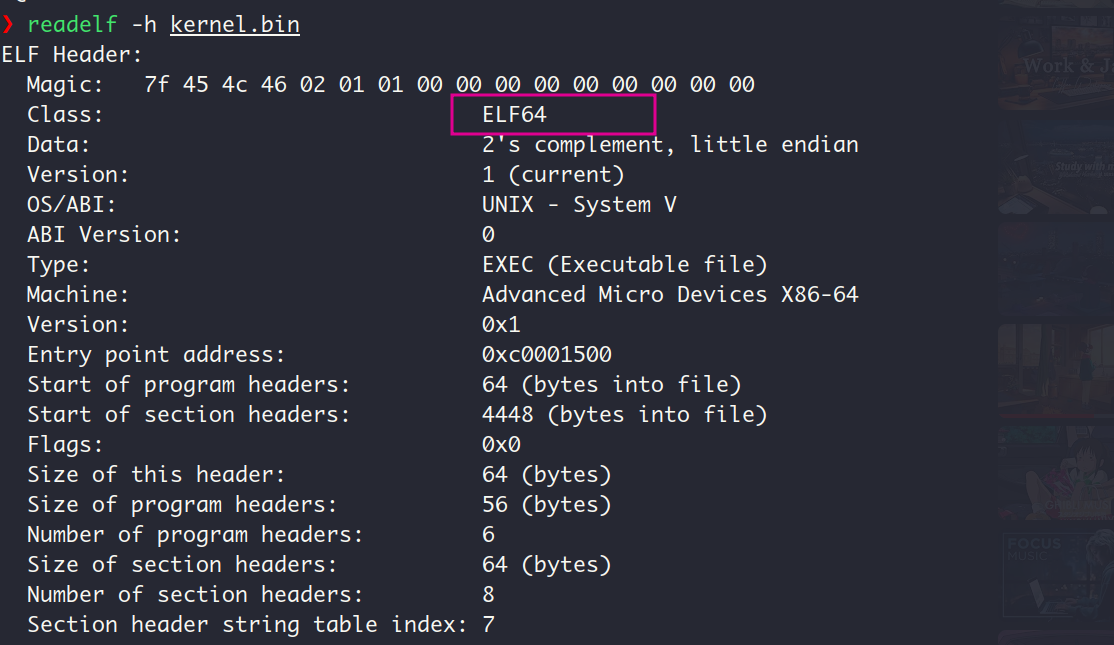 ❯ readelf -h kernel.bin
ELF Header:
  Magic:   7f 45 4c 46 02 01 01 00 00 00 00 00 00 00 00 00
  Class:                             ELF64
  Data:                              2's complement, little endian
  Version:                           1 (current)
  OS/ABI:                            UNIX - System V
  ABI Version:                       0
  Type:                              EXEC (Executable file)
  Machine:                           Advanced Micro Devices X86-64
  Version:                           0x1
  Entry point address:               0xc0001500
  Start of program headers:          64 (bytes into file)
  Start of section headers:          4448 (bytes into file)
  Flags:                             0x0
  Size of this header:               64 (bytes)
  Size of program headers:           56 (bytes)
  Number of program headers:         6
  Size of section headers:           64 (bytes)
  Number of section headers:         8
  Section header string table index: 7
Work &
Study with
FOCUS
MUSIC